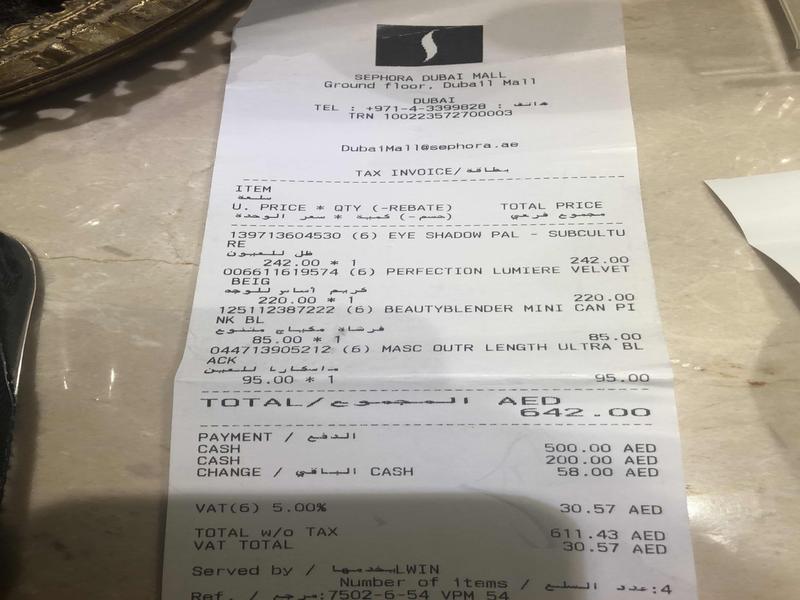 SEPHORA DUBAI MALL
Ground floor, Dubail Mall
DUBAI
TEL : +971-4-3399828 : هاتف
TRN 100223572700003
DubaiMall@sephora.ae
TAX INVOICE/بطاقة
ITEM
سلعة
U. PRICE * QTY (-REBATE) TOTAL PRICE
سعر الوحدة * كمية (-حسم) مجموع فرعي
139713604530 (6) EYE SHADOW PAL - SUBCULTU
RE
ظل للعيون
242.00 * 1 242.00
006611619574 (6) PERFECTION LUMIERE VELVET
BEIG
كريم أساس للوجه
220.00 * 1 220.00
125112387222 (6) BEAUTYBLENDER MINI CAN PI
NK BL
فرشاة مكياج متنوع
85.00 * 1 85.00
044713905212 (6) MASC OUTR LENGTH ULTRA BL
ACK
ماسكارا للعين
95.00 * 1 95.00
TOTAL/المجموع AED
642.00
PAYMENT / الدفع
CASH 500.00 AED
CASH 200.00 AED
CHANGE / الباقي CASH 58.00 AED
VAT(6) 5.00% 30.57 AED
TOTAL w/o TAX 611.43 AED
VAT TOTAL 30.57 AED
Served by / يخدمها LWIN
Number of items / عدد السلع :4
Ref. / مرجع :7502-6-54 VPM 54